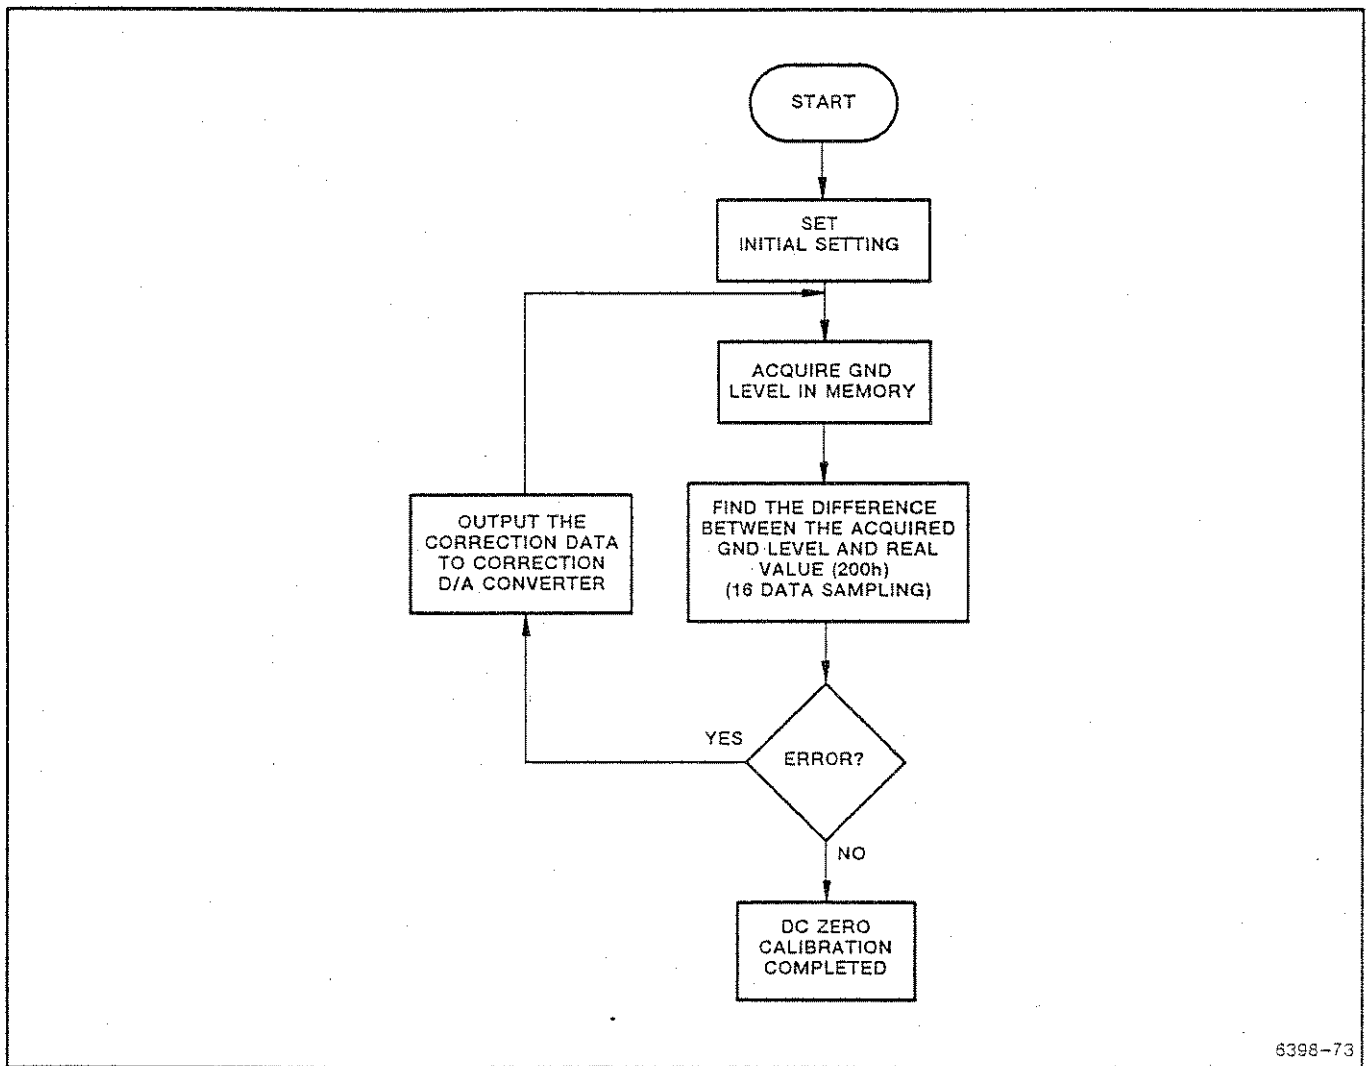 START
SET
INITIAL SETTING
ACQUIRE GND
LEVEL IN MEMORY
FIND THE DIFFERENCE
BETWEEN THE ACQUIRED
GND LEVEL AND REAL
VALUE (200h)
(16 DATA SAMPLING)
OUTPUT THE
CORRECTION DATA
TO CORRECTION
D/A CONVERTER
YES
ERROR?
NO
DC ZERO
CALIBRATION
COMPLETED
6398-73